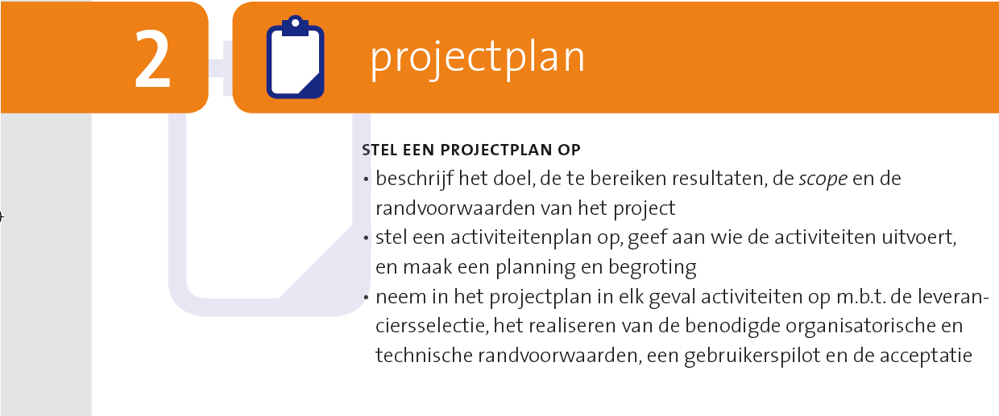 2
projectplan
STEL EEN PROJECTPLAN OP
• beschrijf het doel, de te bereiken resultaten, de scope en de
randvoorwaarden van het project
• stel een activiteitenplan op, geef aan wie de activiteiten uitvoert,
en maak een planning en begroting
• neem in het projectplan in elk geval activiteiten op m.b.t. de leveran-
ciersselectie, het realiseren van de benodigde organisatorische en
technische randvoorwaarden, een gebruikerspilot en de acceptatie